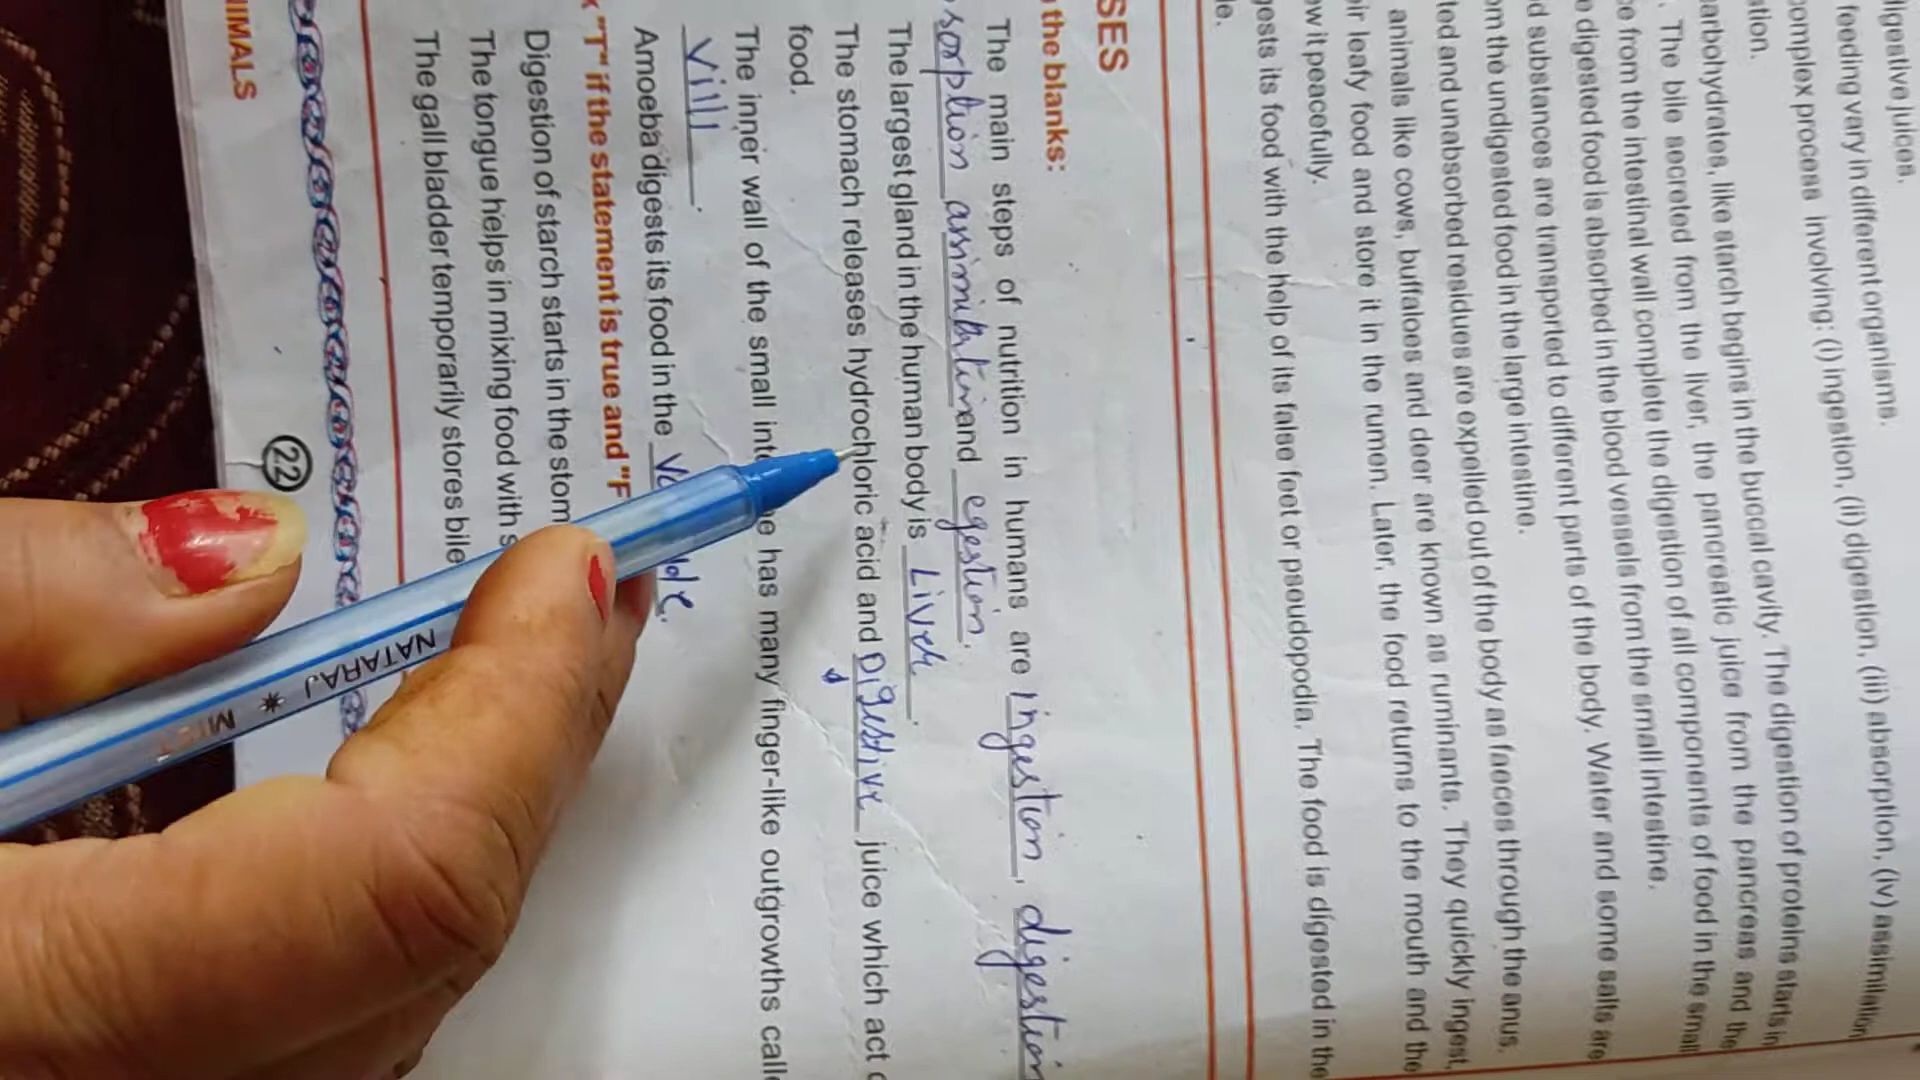 digestive juices.
feeding vary in different organisms.
complex process involving: (i) ingestion, (ii) digestion, (iii) absorption, (iv) assimilation
stion.
carbohydrates, like starch begins in the buccal cavity. The digestion of proteins starts in
. The bile secreted from the liver, the pancreatic juice from the pancreas and the
ce from the intestinal wall complete the digestion of all components of food in the small
e digested food is absorbed in the blood vessels from the small intestine.
d substances are transported to different parts of the body. Water and some salts are
om the undigested food in the large intestine.
ted and unabsorbed residues are expelled out of the body as faeces through the anus.
animals like cows, buffaloes and deer are known as ruminants. They quickly ingest,
ir leafy food and store it in the rumen. Later, the food returns to the mouth and the
ew it peacefully.
gests its food with the help of its false feet or pseudopodia. The food is digested in the
le.
SES
the blanks:
The main steps of nutrition in humans are ingestion, digestion
sorption assimilation and egestion.
The largest gland in the human body is Liver.
The stomach releases hydrochloric acid and Digestive juice which act o
food.
The inner wall of the small inte ne has many finger-like outgrowths calle
Villi.
Amoeba digests its food in the
"T" if the statement is true and "F
Digestion of starch starts in the stom
The tongue helps in mixing food with s
The gall bladder temporarily stores bile
22
NIMALS
NATARAJ